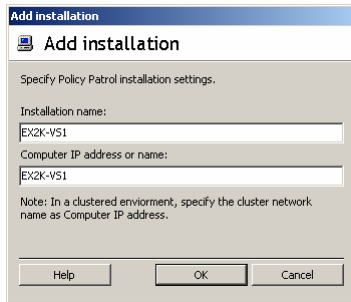 Add installation
Add installation
Specify Policy Patrol installation settings.
Installation name:
EX2K-VS1
Computer IP address or name:
EX2K-VS1
Note: In a clustered enviorment, specify the cluster network
name as Computer IP address.
Help
OK
Cancel